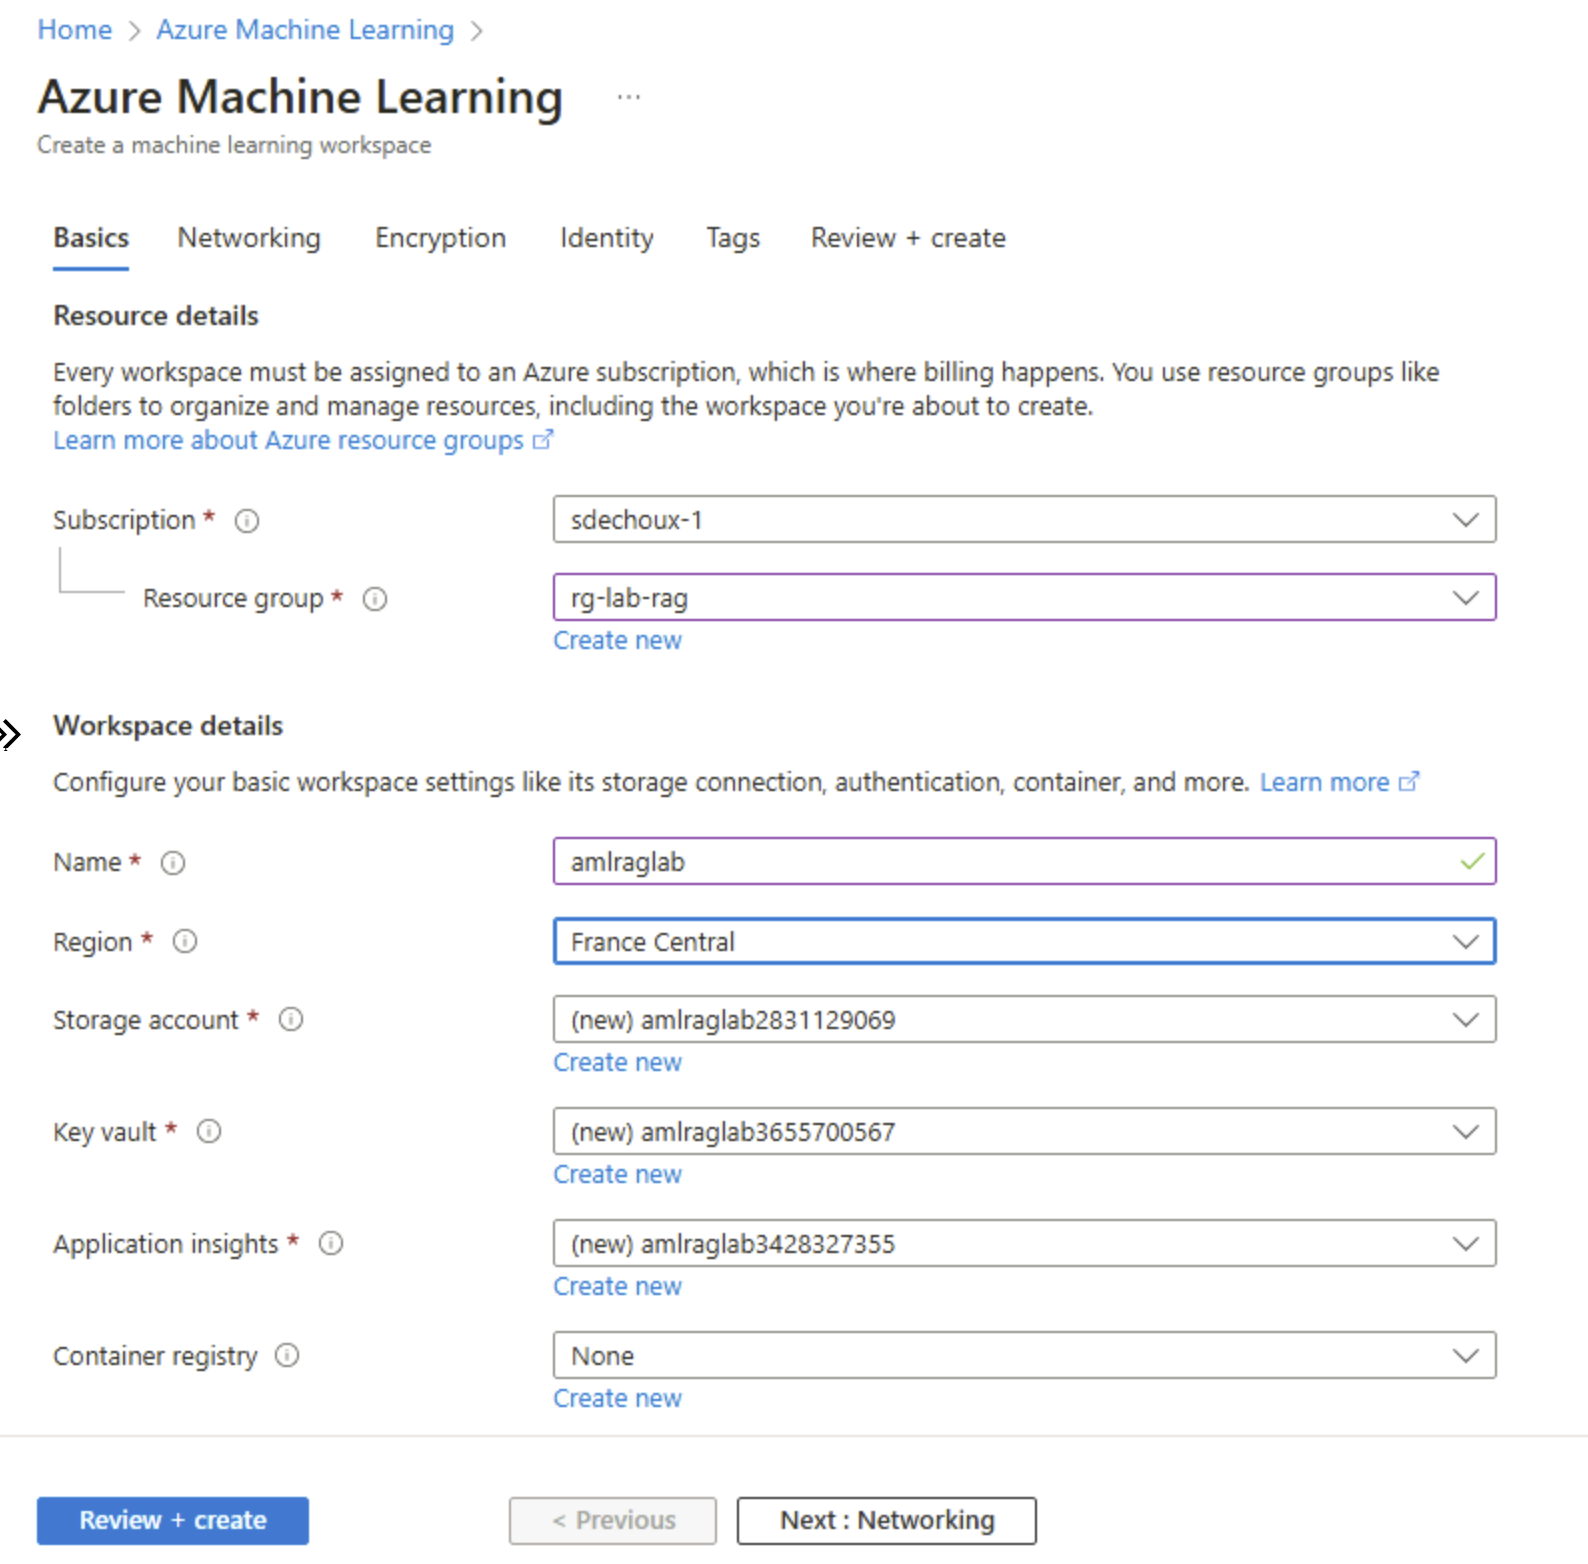 Home > Azure Machine Learning >
Azure Machine Learning ...
Create a machine learning workspace
Basics Networking Encryption Identity Tags Review + create
Resource details
Every workspace must be assigned to an Azure subscription, which is where billing happens. You use resource groups like
folders to organize and manage resources, including the workspace you're about to create.
Learn more about Azure resource groups
Subscription * sdechoux-1
Resource group * rg-lab-rag
Create new
Workspace details
Configure your basic workspace settings like its storage connection, authentication, container, and more. Learn more
Name * amlraglab
Region * France Central
Storage account * (new) amlraglab2831129069
Create new
Key vault * (new) amlraglab3655700567
Create new
Application insights * (new) amlraglab3428327355
Create new
Container registry None
Create new
Review + create < Previous Next : Networking